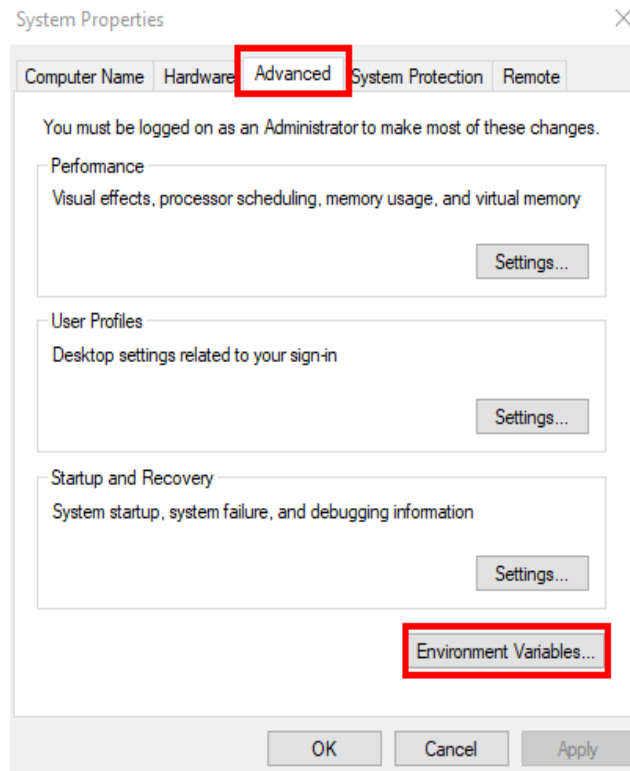 System Properties
Computer Name Hardware Advanced System Protection Remote
You must be logged on as an Administrator to make most of these changes.
Performance
Visual effects, processor scheduling, memory usage, and virtual memory
Settings...
User Profiles
Desktop settings related to your sign-in
Settings...
Startup and Recovery
System startup, system failure, and debugging information
Settings...
Environment Variables...
OK Cancel Apply